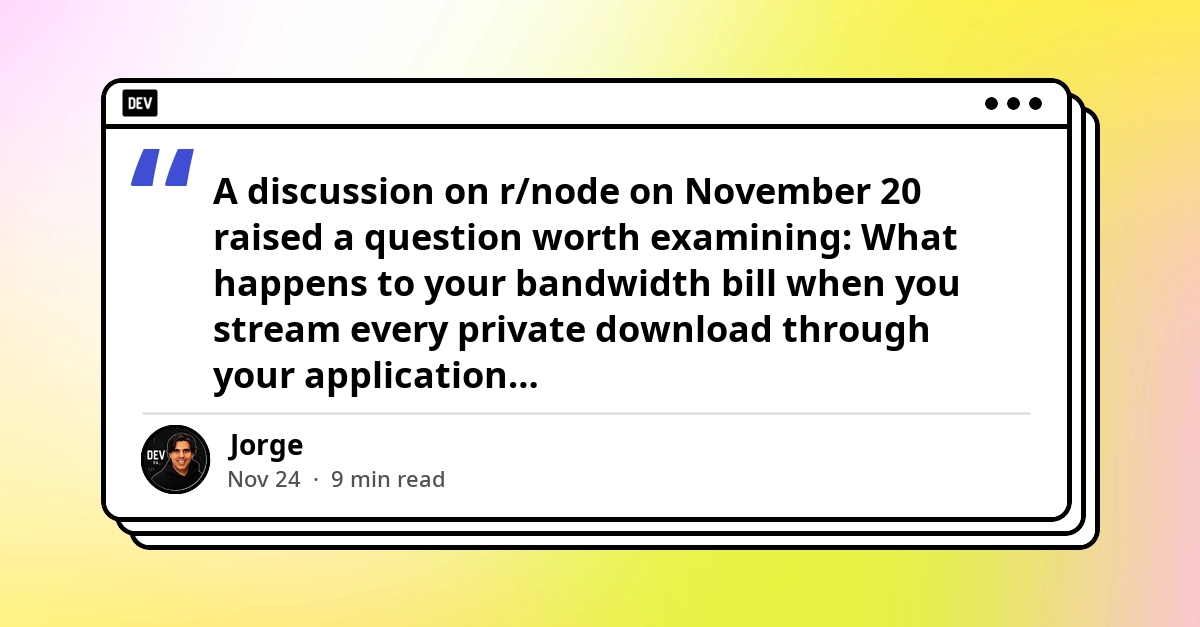 DEV
“
A discussion on r/node on November 20
raised a question worth examining: What
happens to your bandwidth bill when you
stream every private download through
your application...
DEV
Jorge
Nov 24 · 9 min read